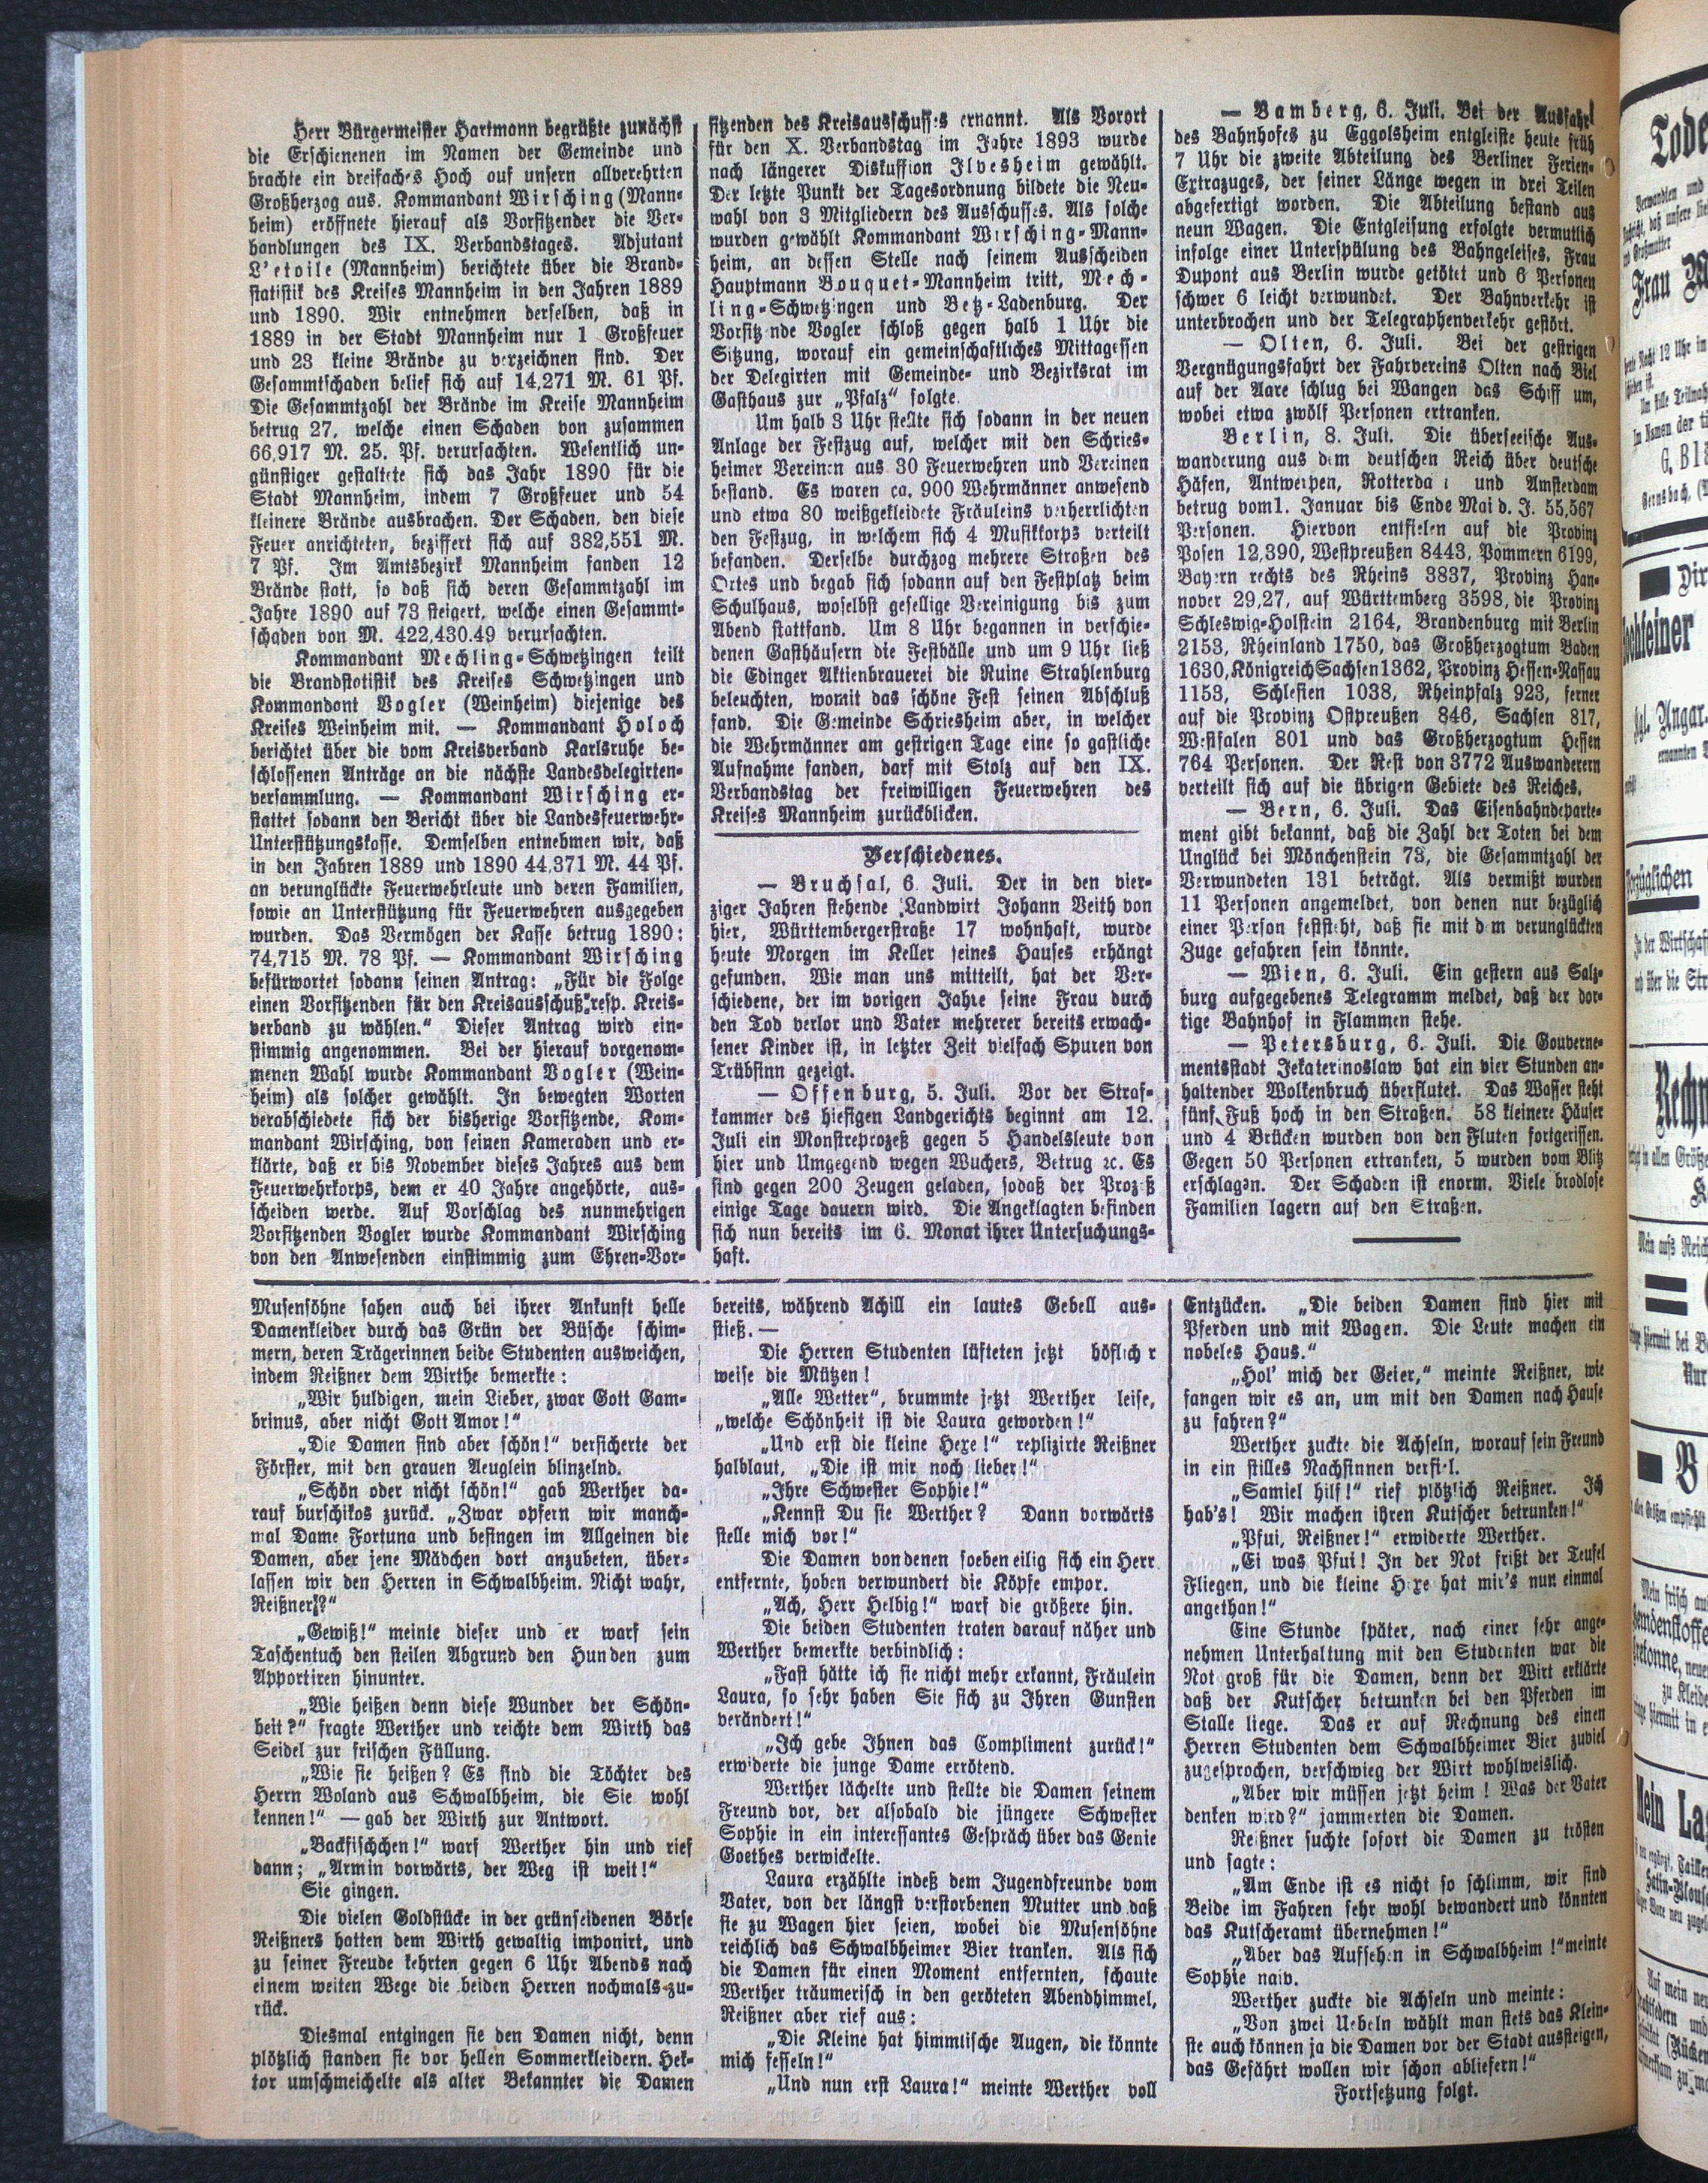 Herr Bürgermeister Hartmann begrüßte zunächst
die Erschienenen im Namen der Gemeinde und
brachte ein dreifaches Hoch auf unsern allverehrten
Großherzog aus. Kommandant Wirsching (Mann-
heim) eröffnete hierauf als Vorsitzender die Ver-
handlungen des IX. Verbandstages. Adjutant
L'etoile (Mannheim) berichtete über die Brand-
statistik des Kreises Mannheim in den Jahren 1889
und 1890. Wir entnehmen derselben, daß in
1889 in der Stadt Mannheim nur 1 Großfeuer
und 23 kleine Brände zu verzeichnen sind. Der
Gesammtschaden belief sich auf 14,271 M. 61 Pf.
Die Gesammtzahl der Brände im Kreise Mannheim
betrug 27, welche einen Schaden von zusammen
66,917 M. 25. Pf. verursachten. Wesentlich un-
günstiger gestaltete sich das Jahr 1890 für die
Stadt Mannheim, indem 7 Großfeuer und 54
kleinere Brände ausbrachen. Der Schaden, den diese
Feuer anrichteten, beziffert sich auf 382,551 M.
7 Pf. Im Amtsbezirk Mannheim fanden 12
Brände statt, so daß sich deren Gesammtzahl im
Jahre 1890 auf 73 steigert, welche einen Gesammt-
schaden von M. 422,430.49 verursachten.
Kommandant Mechling-Schwetzingen teilt
die Brandstatistik des Kreises Schwetzingen und
Kommandant Vogler (Weinheim) diejenige des
Kreises Weinheim mit. — Kommandant Holoch
berichtet über die vom Kreisverband Karlsruhe be-
schlossenen Anträge an die nächste Landesdelegirten-
versammlung. — Kommandant Wirsching er-
stattet sodann den Bericht über die Landesfeuerwehr-
Unterstützungskasse. Demselben entnehmen wir, daß
in den Jahren 1889 und 1890 44,371 M. 44 Pf.
an verunglückte Feuerwehrleute und deren Familien,
sowie an Unterstützung für Feuerwehren ausgegeben
wurden. Das Vermögen der Kasse betrug 1890:
74,715 M. 78 Pf. — Kommandant Wirsching
befürwortet sodann seinen Antrag: „Für die Folge
einen Vorsitzenden für den Kreisausschuß resp. Kreis-
verband zu wählen.“ Dieser Antrag wird ein-
stimmig angenommen. Bei der hierauf vorgenom-
menen Wahl wurde Kommandant Vogler (Wein-
heim) als solcher gewählt. In bewegten Worten
verabschiedete sich der bisherige Vorsitzende, Kom-
mandant Wirsching, von seinen Kameraden und er-
klärte, daß er bis November dieses Jahres aus dem
Feuerwehrkorps, dem er 40 Jahre angehörte, aus-
scheiden werde. Auf Vorschlag des nunmehrigen
Vorsitzenden Vogler wurde Kommandant Wirsching
von den Anwesenden einstimmig zum Ehren-Vor-
sitzenden des Kreisausschusses ernannt. Als Vorort
für den X. Verbandstag im Jahre 1893 wurde
nach längerer Diskussion Ilvesheim gewählt.
Der letzte Punkt der Tagesordnung bildete die Neu-
wahl von 3 Mitgliedern des Ausschusses. Als solche
wurden gewählt Kommandant Wirsching-Mann-
heim, an dessen Stelle nach seinem Ausscheiden
Hauptmann Bouquet-Mannheim tritt, Mech-
ling-Schwetzingen und Betz-Ladenburg. Der
Vorsitzende Vogler schloß gegen halb 1 Uhr die
Sitzung, worauf ein gemeinschaftliches Mittagessen
der Delegirten mit Gemeinde- und Bezirksrat im
Gasthaus zur „Pfalz“ folgte.
Um halb 3 Uhr stellte sich sodann in der neuen
Anlage der Festzug auf, welcher mit den Schries-
heimer Vereinen aus 30 Feuerwehren und Vereinen
bestand. Es waren ca. 900 Wehrmänner anwesend
und etwa 80 weißgekleidete Fräuleins verherrlichten
den Festzug, in welchem sich 4 Musikkorps verteilt
befanden. Derselbe durchzog mehrere Straßen des
Ortes und begab sich sodann auf den Festplatz beim
Schulhaus, woselbst gesellige Vereinigung bis zum
Abend stattfand. Um 8 Uhr begannen in verschie-
denen Gasthäusern die Festbälle und um 9 Uhr ließ
die Edinger Aktienbrauerei die Ruine Strahlenburg
beleuchten, womit das schöne Fest seinen Abschluß
fand. Die Gemeinde Schriesheim aber, in welcher
die Wehrmänner am gestrigen Tage eine so gastliche
Aufnahme fanden, darf mit Stolz auf den IX.
Verbandstag der freiwilligen Feuerwehren des
Kreises Mannheim zurückblicken.
Verschiedenes.
— Bruchsal, 6. Juli. Der in den vier-
ziger Jahren stehende Landwirt Johann Veith von
hier, Württembergerstraße 17 wohnhaft, wurde
heute Morgen im Keller seines Hauses erhängt
gefunden. Wie man uns mitteilt, hat der Ver-
schiedene, der im vorigen Jahre seine Frau durch
den Tod verlor und Vater mehrerer bereits erwach-
sener Kinder ist, in letzter Zeit vielfach Spuren von
Trübsinn gezeigt.
— Offenburg, 5. Juli. Vor der Straf-
kammer des hiesigen Landgerichts beginnt am 12.
Juli ein Monstreprozeß gegen 5 Handelsleute von
hier und Umgegend wegen Wuchers, Betrug ꝛc. Es
sind gegen 200 Zeugen geladen, sodaß der Prozeß
einige Tage dauern wird. Die Angeklagten befinden
sich nun bereits im 6. Monat ihrer Untersuchungs-
haft.
— Bamberg, 6. Juli. Bei der Ausfahrt
des Bahnhofes zu Eggolsheim entgleiste heute früh
7 Uhr die zweite Abteilung des Berliner Ferien-
Extrazuges, der seiner Länge wegen in drei Teilen
abgefertigt worden. Die Abteilung bestand aus
neun Wagen. Die Entgleisung erfolgte vermutlich
infolge einer Unterspülung des Bahngeleises. Frau
Dupont aus Berlin wurde getötet und 6 Personen
schwer 6 leicht verwundet. Der Bahnverkehr ist
unterbrochen und der Telegraphenverkehr gestört.
— Olten, 6. Juli. Bei der gestrigen
Vergnügungsfahrt der Fahrvereins Olten nach Biel
auf der Aare schlug bei Wangen das Schiff um,
wobei etwa zwölf Personen ertranken.
Berlin, 8. Juli. Die überseeische Aus-
wanderung aus dem deutschen Reich über deutsche
Häfen, Antwerpen, Rotterda und Amsterdam
betrug vom 1. Januar bis Ende Mai d. J. 55,567
Personen. Hiervon entfielen auf die Provinz
Posen 12,390, Westpreußen 8443, Pommern 6199,
Bayern rechts des Rheins 3837, Provinz Han-
nover 29,27, auf Württemberg 3598, die Provinz
Schleswig-Holstein 2164, Brandenburg mit Berlin
2153, Rheinland 1750, das Großherzogtum Baden
1630, Königreich Sachsen 1362, Provinz Hessen-Nassau
1153, Schlesien 1038, Rheinpfalz 923, ferner
auf die Provinz Ostpreußen 846, Sachsen 817,
Westfalen 801 und das Großherzogtum Hessen
764 Personen. Der Rest von 3772 Auswanderern
verteilt sich auf die übrigen Gebiete des Reiches.
— Bern, 6. Juli. Das Eisenbahndeparte-
ment gibt bekannt, daß die Zahl der Toten bei dem
Unglück bei Mönchenstein 73, die Gesammtzahl der
Verwundeten 131 beträgt. Als vermißt wurden
11 Personen angemeldet, von denen nur bezüglich
einer Person feststeht, daß sie mit dem verunglückten
Zuge gefahren sein könnte.
— Wien, 6. Juli. Ein gestern aus Salz-
burg aufgegebenes Telegramm meldet, daß der dor-
tige Bahnhof in Flammen stehe.
— Petersburg, 6. Juli. Die Gouverne-
mentsstadt Jekaterinoslaw hat ein vier Stunden an-
haltender Wolkenbruch überflutet. Das Wasser steht
fünf Fuß hoch in den Straßen. 58 kleinere Häuser
und 4 Brücken wurden von den Fluten fortgerissen.
Gegen 50 Personen ertranken, 5 wurden vom Blitz
erschlagen. Der Schaden ist enorm. Viele brodlose
Familien lagern auf den Straßen.
Musensöhne sahen auch bei ihrer Ankunft helle
Damenkleider durch das Grün der Büsche schim-
mern, deren Trägerinnen beide Studenten ausweichen,
indem Reißner dem Wirthe bemerkte:
„Wir huldigen, mein Lieber, zwar Gott Gam-
brinus, aber nicht Gott Amor!“
„Die Damen sind aber schön!“ versicherte der
Förster, mit den grauen Aeuglein blinzelnd.
„Schön oder nicht schön!“ gab Werther da-
rauf burschikos zurück. „Zwar opfern wir manch-
mal Dame Fortuna und besingen im Allgeinen die
Damen, aber jene Mädchen dort anzubeten, über-
lassen wir den Herren in Schwalbheim. Nicht wahr,
Reißner?“
„Gewiß!“ meinte dieser und er warf sein
Taschentuch den steilen Abgrund den Hunden zum
Apportiren hinunter.
„Wie heißen denn diese Wunder der Schön-
heit?“ fragte Werther und reichte dem Wirth das
Seidel zur frischen Füllung.
„Wie sie heißen? Es sind die Töchter des
Herrn Woland aus Schwalbheim, die Sie wohl
kennen!“ — gab der Wirth zur Antwort.
„Backfischchen!“ warf Werther hin und rief
dann; „Armin vorwärts, der Weg ist weit!“
Sie gingen.
Die vielen Goldstücke in der grünseidenen Börse
Reißners hatten dem Wirth gewaltig imponirt, und
zu seiner Freude kehrten gegen 6 Uhr Abends nach
einem weiten Wege die beiden Herren nochmals zu-
rück.
Diesmal entgingen sie den Damen nicht, denn
plötzlich standen sie vor hellen Sommerkleidern. Hek-
tor umschmeichelte als alter Bekannter die Damen
bereits, während Achill ein lautes Gebell aus-
stieß. —
Die Herren Studenten lüfteten jetzt höflich r
weise die Mützen!
„Alle Wetter“, brummte jetzt Werther leise,
„welche Schönheit ist die Laura geworden!“
„Und erst die kleine Hexe!“ replizirte Reißner
halblaut, „Die ist mir noch lieber!“
„Ihre Schwester Sophie!“
„Kennst Du sie Werther? Dann vorwärts
stelle mich vor!“
Die Damen von denen soeben eilig sich ein Herr
entfernte, hoben verwundert die Köpfe empor.
„Ach, Herr Helbig!“ warf die größere hin.
Die beiden Studenten traten darauf näher und
Werther bemerkte verbindlich:
„Fast hätte ich sie nicht mehr erkannt, Fräulein
Laura, so sehr haben Sie sich zu Ihren Gunsten
verändert!“
„Ich gebe Ihnen das Compliment zurück!“
erwiderte die junge Dame errötend.
Werther lächelte und stellte die Damen seinem
Freund vor, der alsobald die jüngere Schwester
Sophie in ein interessantes Gespräch über das Genie
Goethes verwickelte.
Laura erzählte indeß dem Jugendfreunde vom
Vater, von der längst verstorbenen Mutter und daß
sie zu Wagen hier seien, wobei die Musensöhne
reichlich das Schwalbheimer Bier tranken. Als sich
die Damen für einen Moment entfernten, schaute
Werther träumerisch in den geröteten Abendhimmel,
Reißner aber rief aus:
„Die Kleine hat himmlische Augen, die könnte
mich fesseln!“
„Und nun erst Laura!“ meinte Werther voll
Entzücken. „Die beiden Damen sind hier mit
Pferden und mit Wagen. Die Leute machen ein
nobeles Haus.“
„Hol' mich der Geier,“ meinte Reißner, wie
fangen wir es an, um mit den Damen nach Hause
zu fahren?“
Werther zuckte die Achseln, worauf sein Freund
in ein stilles Nachsinnen verfiel.
„Samiel hilf!“ rief plötzlich Reißner. Ich
hab's! Wir machen ihren Kutscher betrunken!“
„Pfui, Reißner!“ erwiderte Werther.
„Ei was Pfui! In der Not frißt der Teufel
Fliegen, und die kleine Hexe hat mir's nun einmal
angethan!“
Eine Stunde später, nach einer sehr ange-
nehmen Unterhaltung mit den Studenten war die
Not groß für die Damen, denn der Wirt erklärte
daß der Kutscher betrunken bei den Pferden im
Stalle liege. Das er auf Rechnung des einen
Herren Studenten dem Schwalbheimer Bier zuviel
zugesprochen, verschwieg der Wirt wohlweislich.
„Aber wir müssen jetzt heim! Was der Vater
denken wird?“ jammerten die Damen.
Reißner suchte sofort die Damen zu trösten
und sagte:
„Am Ende ist es nicht so schlimm, wir sind
Beide im Fahren sehr wohl bewandert und könnten
das Kutscheramt übernehmen!“
„Aber das Aufsehen in Schwalbheim!“ meinte
Sophie naiv.
Werther zuckte die Achseln und meinte:
„Von zwei Uebeln wählt man stets das Klein-
ste auch können ja die Damen vor der Stadt aussteigen,
das Gefährt wollen wir schon abliefern!“
Fortsetzung folgt.
Tode
Verwandten und
Frau
heute Nacht 12 Uhr
Im Namen der
G. Blä
Gernsbach,
Dir
Hochfeiner
Kgl. Ungar.
vorzüglichen
In der Wirtschaf
über die Str
Rechn
in allen Größe
hiermit bei
Nur
Mein frisch
Hemdenstoffe
Cretonne, neue
zu Kleide
hiermit in
Mein Lag
Satin-Blous
Auf mein neu